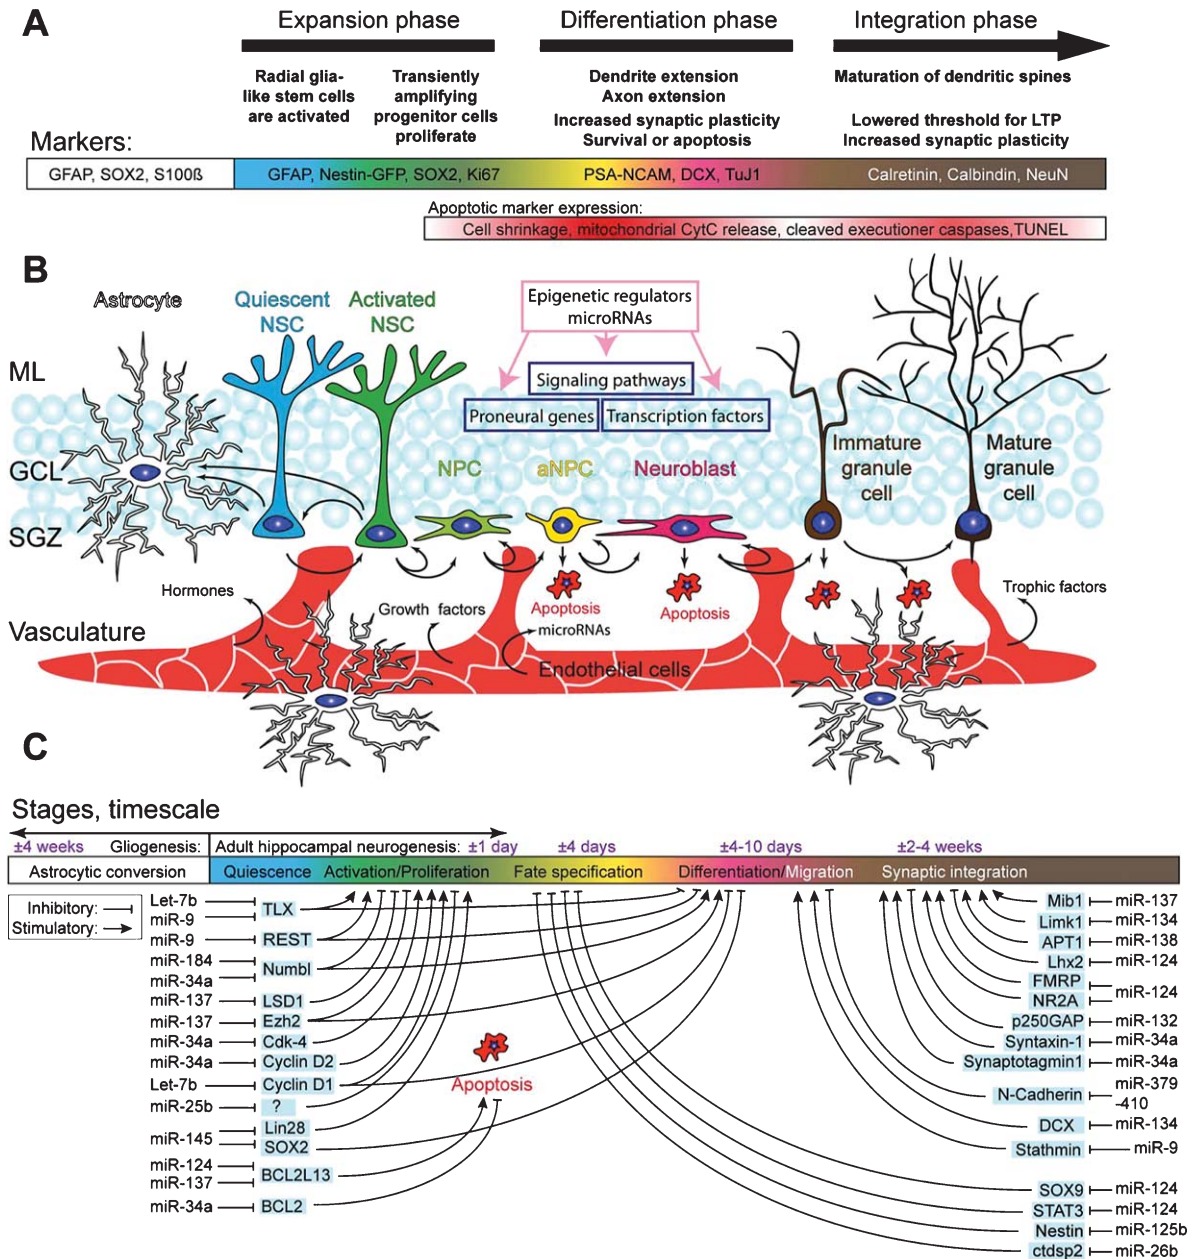 A
Expansion phase
Differentiation phase
Integration phase
Radial glia-
like stem cells
are activated
Transiently
amplifying
progenitor cells
proliferate
Dendrite extension
Axon extension
Increased synaptic plasticity
Survival or apoptosis
Maturation of dendritic spines
Lowered threshold for LTP
Increased synaptic plasticity
Markers:
GFAP, SOX2, S100ß
GFAP, Nestin-GFP, SOX2, Ki67
PSA-NCAM, DCX, TuJ1
Calretinin, Calbindin, NeuN
Apoptotic marker expression:
Cell shrinkage, mitochondrial CytC release, cleaved executioner caspases,TUNEL
B
Astrocyte
Quiescent
NSC
Activated
NSC
Epigenetic regulators
microRNAs
Signaling pathways
Proneural genes
Transcription factors
ML
GCL
SGZ
NPC
aNPC
Neuroblast
Immature
granule
cell
Mature
granule
cell
Hormones
Growth factors
Apoptosis
microRNAs
Apoptosis
Trophic factors
Vasculature
Endothelial cells
C
Stages, timescale
±4 weeks
Gliogenesis:
Adult hippocampal neurogenesis:
±1 day
±4 days
±4-10 days
±2-4 weeks
Astrocytic conversion
Quiescence
Activation/Proliferation
Fate specification
Differentiation/Migration
Synaptic integration
Inhibitory:
Stimulatory:
Let-7b
miR-9
TLX
miR-9
REST
miR-184
miR-34a
Numbl
miR-137
LSD1
miR-137
Ezh2
miR-34a
Cdk-4
miR-34a
Cyclin D2
Let-7b
Cyclin D1
miR-25b
?
miR-145
Lin28
SOX2
miR-124
miR-137
BCL2L13
miR-34a
BCL2
Apoptosis
Mib1
miR-137
Limk1
miR-134
APT1
miR-138
Lhx2
miR-124
FMRP
NR2A
miR-124
p250GAP
miR-132
Syntaxin-1
miR-34a
Synaptotagmin1
miR-34a
N-Cadherin
miR-379
-410
DCX
miR-134
Stathmin
miR-9
SOX9
miR-124
STAT3
miR-124
Nestin
miR-125b
ctdsp2
miR-26b